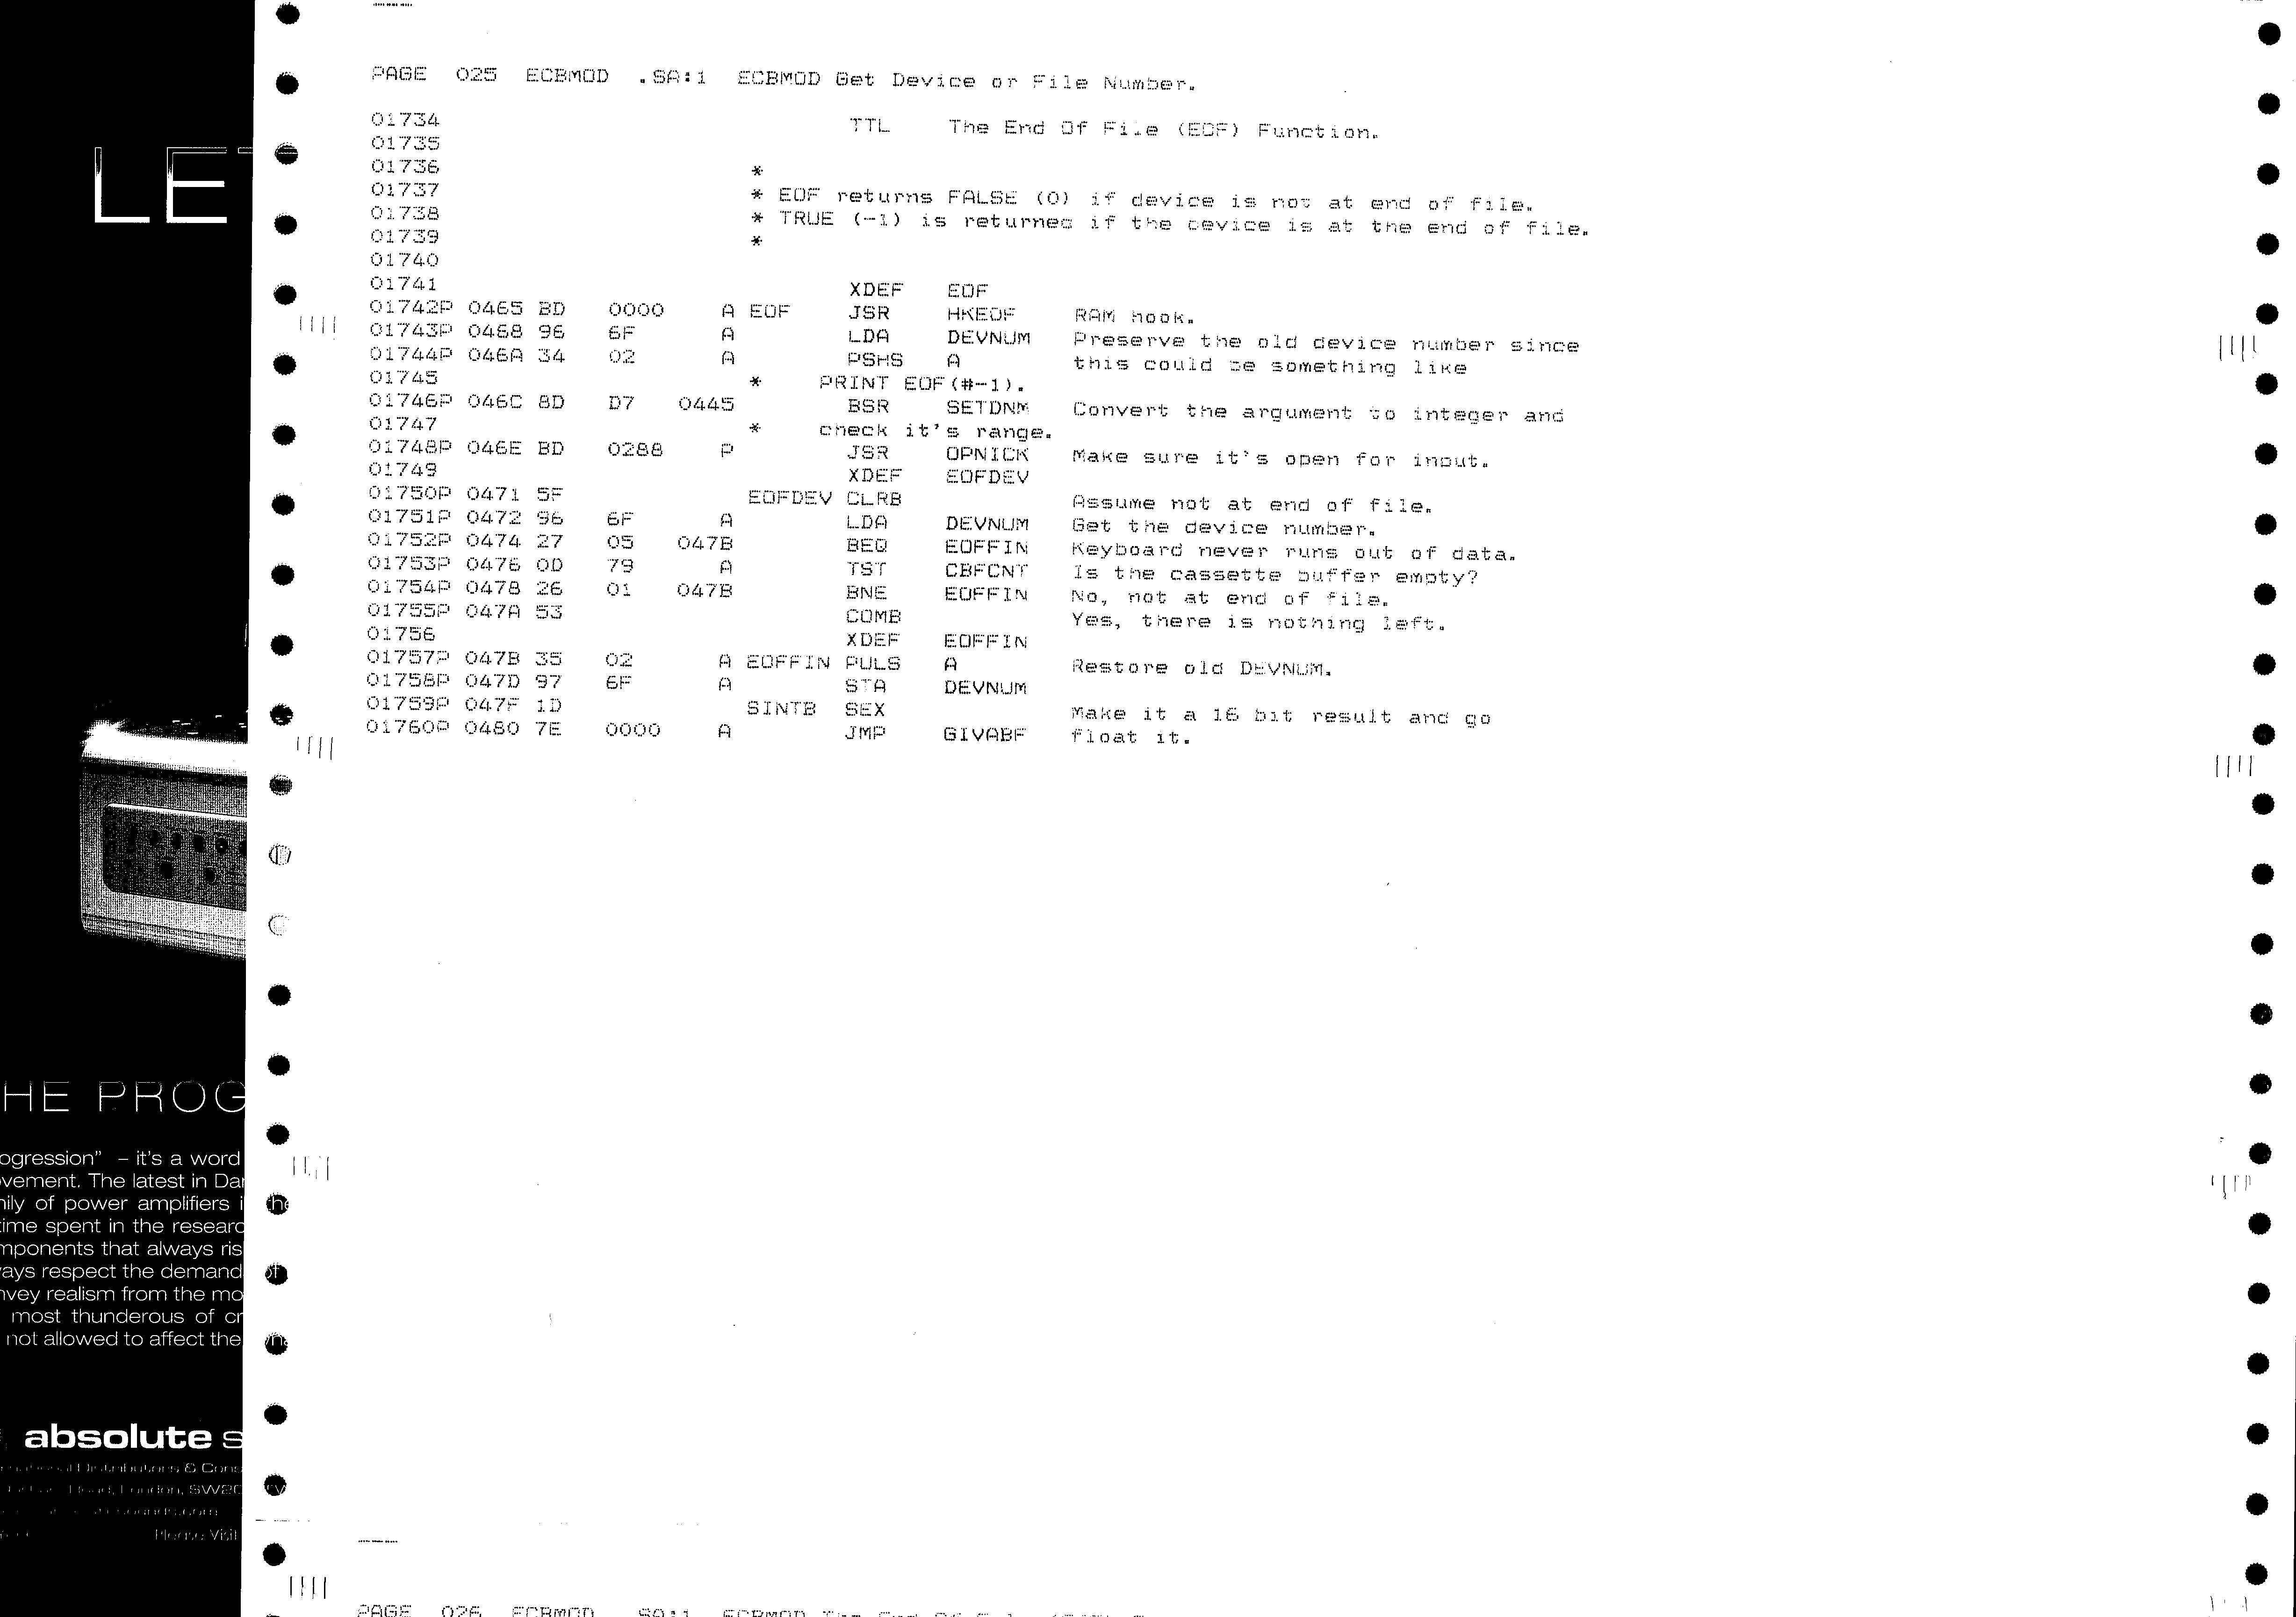 PAGE 025 ECBMOD .SA:1 ECBMOD Get Device or File Number.
01734 TTL The End Of File (EOF) Function.
01735
01736 *
01737 * EOF returns FALSE (0) if device is not at end of file.
01738 * TRUE (-1) is returned if the device is at the end of file.
01739 *
01740
01741 XDEF EOF
01742P 0465 BD 0000 A EOF JSR HKEOF RAM hook.
01743P 0468 96 6F A LDA DEVNUM Preserve the old device number since
01744P 046A 34 02 A PSHS A this could be something like
01745 * PRINT EOF(#-1).
01746P 046C 8D D7 0445 BSR SETDNM Convert the argument to integer and
01747 * check it's range.
01748P 046E BD 0288 P JSR OPNICK Make sure it's open for input.
01749 XDEF EOFDEV
01750P 0471 5F EOFDEV CLRB Assume not at end of file.
01751P 0472 96 6F A LDA DEVNUM Get the device number.
01752P 0474 27 05 047B BEQ EOFFIN Keyboard never runs out of data.
01753P 0476 0D 79 A TST CBFCNT Is the cassette buffer empty?
01754P 0478 26 01 047B BNE EOFFIN No, not at end of file.
01755P 047A 53 COMB Yes, there is nothing left.
01756 XDEF EOFFIN
01757P 047B 35 02 A EOFFIN PULS A Restore old DEVNUM.
01758P 047D 97 6F A STA DEVNUM
01759P 047F 1D SINTB SEX Make it a 16 bit result and go
01760P 0480 7E 0000 A JMP GIVABF float it.
LET
HE PROG
ogression" – it's a word
vement. The latest in Da
nily of power amplifiers i the
time spent in the researc
mponents that always ris
ays respect the demand of
nvey realism from the mo
most thunderous of cr
not allowed to affect the
absolute s
Distributions & Cons
Road, London, SW20
Please Visit
PAGE 026 ECBMOD .SA:1 ECBMOD The End Of File